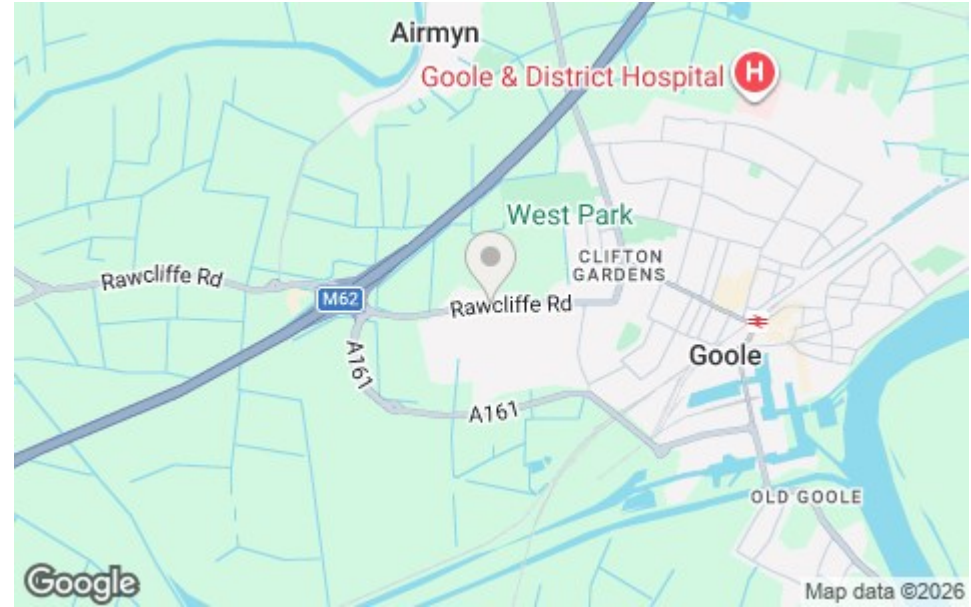 Airmyn
Goole & District Hospital
H
West Park
CLIFTON
GARDENS
Rawcliffe Rd
M62
Rawcliffe Rd
A161
Goole
A161
OLD GOOLE
Google
Map data ©2026